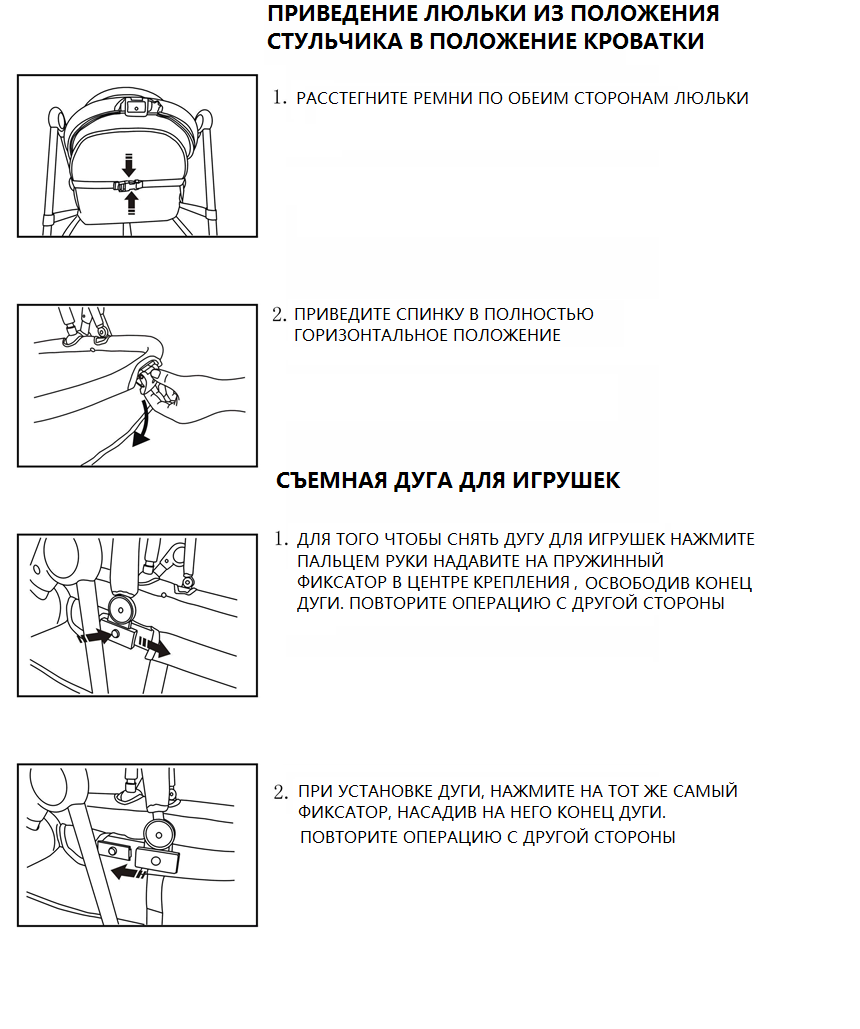 ПРИВЕДЕНИЕ ЛЮЛЬКИ ИЗ ПОЛОЖЕНИЯ
СТУЛЬЧИКА В ПОЛОЖЕНИЕ КРОВАТКИ
1. РАССТЕГНИТЕ РЕМНИ ПО ОБЕИМ СТОРОНАМ ЛЮЛЬКИ
2. ПРИВЕДИТЕ СПИНКУ В ПОЛНОСТЬЮ
ГОРИЗОНТАЛЬНОЕ ПОЛОЖЕНИЕ
СЪЕМНАЯ ДУГА ДЛЯ ИГРУШЕК
1. ДЛЯ ТОГО ЧТОБЫ СНЯТЬ ДУГУ ДЛЯ ИГРУШЕК НАЖМИТЕ
ПАЛЬЦЕМ РУКИ НАДАВИТЕ НА ПРУЖИННЫЙ
ФИКСАТОР В ЦЕНТРЕ КРЕПЛЕНИЯ , ОСВОБОДИВ КОНЕЦ
ДУГИ. ПОВТОРИТЕ ОПЕРАЦИЮ С ДРУГОЙ СТОРОНЫ
2. ПРИ УСТАНОВКЕ ДУГИ, НАЖМИТЕ НА ТОТ ЖЕ САМЫЙ
ФИКСАТОР, НАСАДИВ НА НЕГО КОНЕЦ ДУГИ.
ПОВТОРИТЕ ОПЕРАЦИЮ С ДРУГОЙ СТОРОНЫ